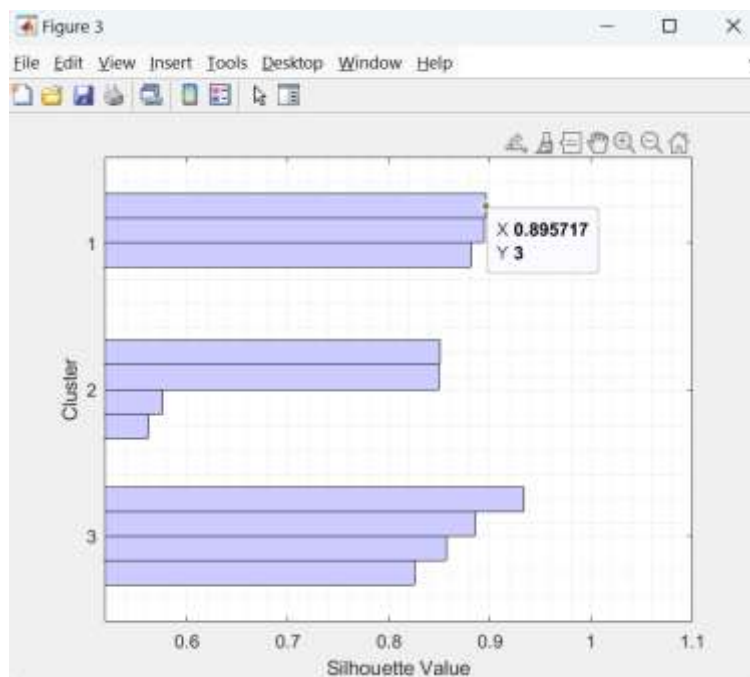 Figure 3
File Edit View Insert Tools Desktop Window Help
X 0.895717
Y 3
1
2
3
Cluster
0.6 0.7 0.8 0.9 1 1.1
Silhouette Value